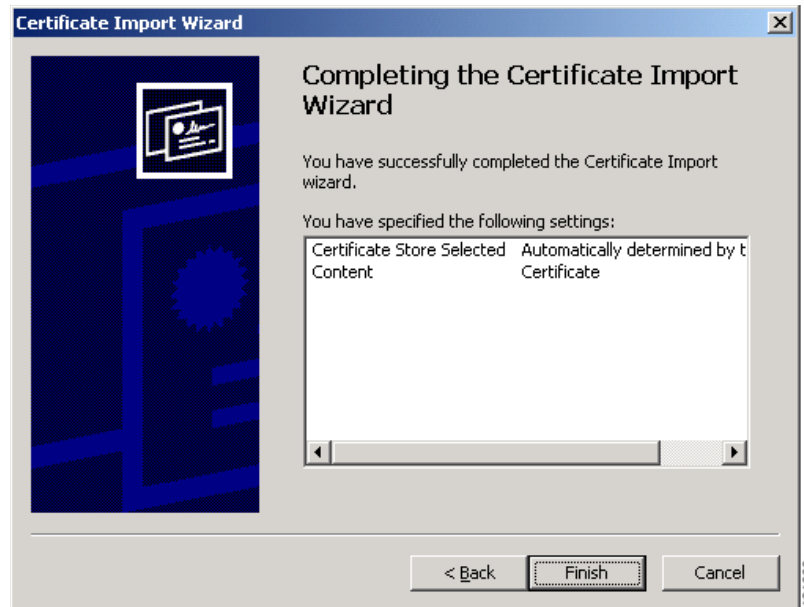 Certificate Import Wizard
Completing the Certificate Import
Wizard
You have successfully completed the Certificate Import
wizard.
You have specified the following settings:
Certificate Store Selected Automatically determined by t
Content Certificate
< Back Finish Cancel